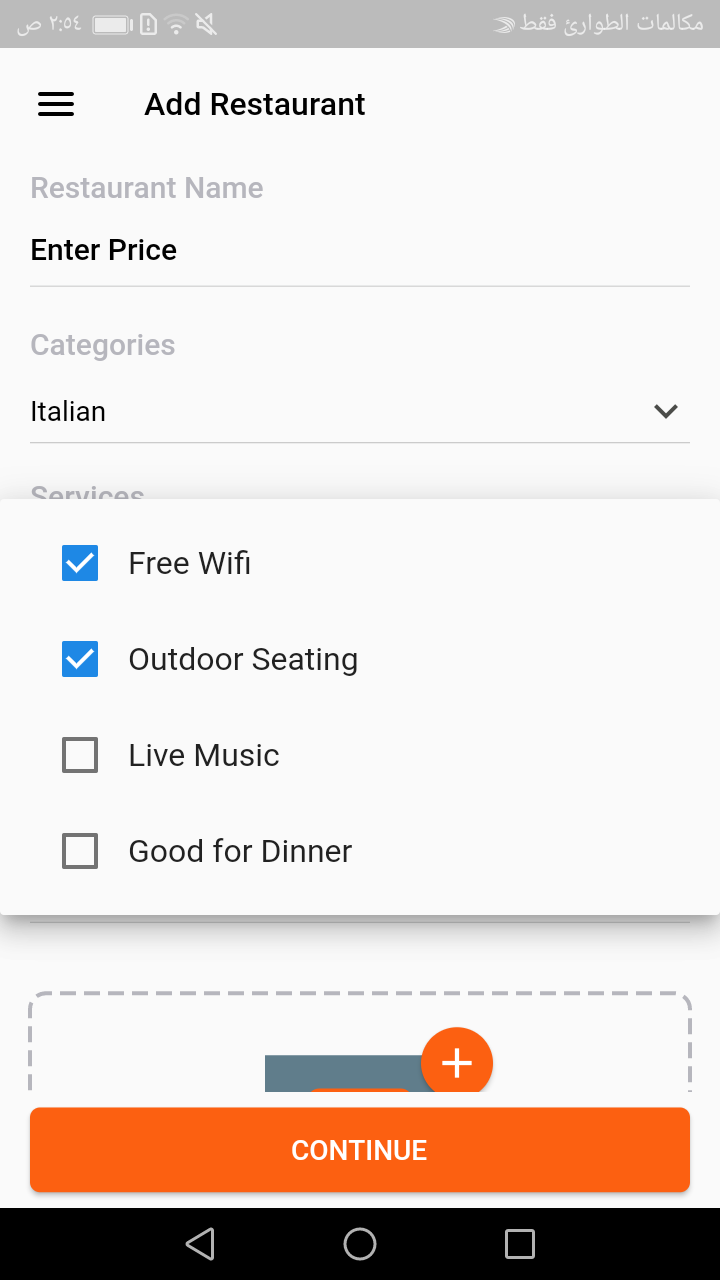 مكالمات الطوارئ فقط ٢:٥٤ ص
Add Restaurant
Restaurant Name
Enter Price
Categories
Italian
Services
Free Wifi
Outdoor Seating
Live Music
Good for Dinner
CONTINUE